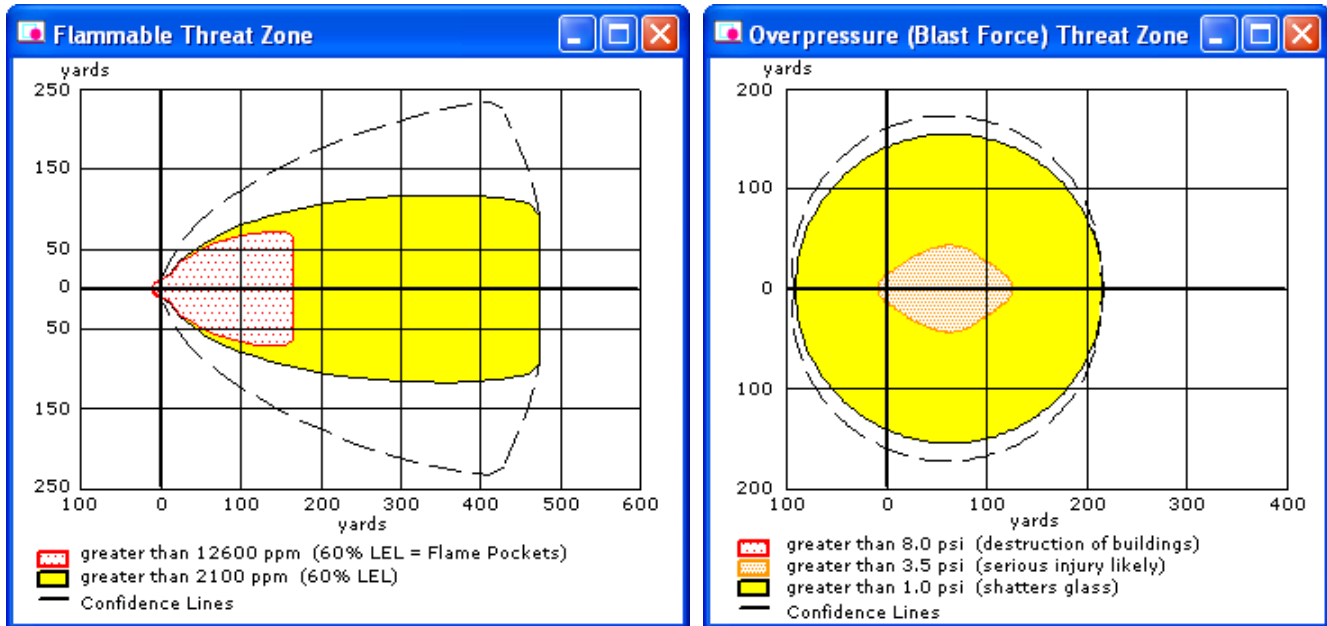 Flammable Threat Zone
yards
250
150
50
0
50
150
250
100 0 100 200 300 400 500 600
yards
greater than 12600 ppm (60% LEL = Flame Pockets)
greater than 2100 ppm (60% LEL)
Confidence Lines
Overpressure (Blast Force) Threat Zone
yards
200
100
0
100
200
100 0 100 200 300 400
yards
greater than 8.0 psi (destruction of buildings)
greater than 3.5 psi (serious injury likely)
greater than 1.0 psi (shatters glass)
Confidence Lines